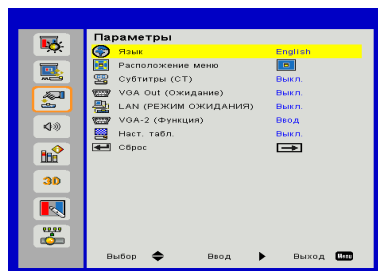 Параметры
Язык English
Расположение меню
Субтитры (CT) Выкл.
VGA Out (Ожидание) Выкл.
LAN (РЕЖИМ ОЖИДАНИЯ) Выкл.
VGA-2 (Функция) Ввод
Наст. табл. Выкл.
Сброс
3D
Выбор Ввод Выход Menu